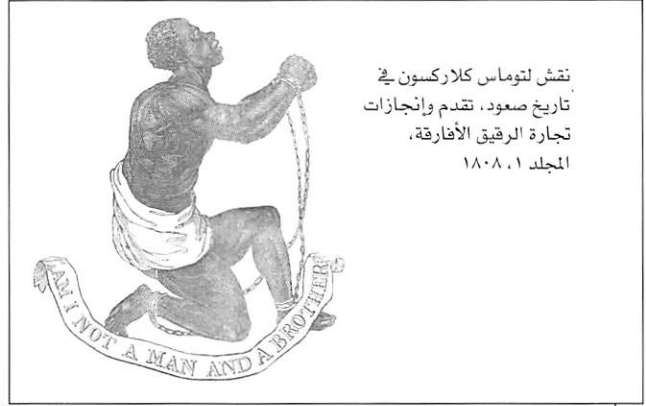 نقش لتوماس كلاركسون في
تاريخ صعود، تقدم وإنجازات
تجارة الرقيق الأفارقة،
المجلد ١، ١٨٠٨
AM I NOT A MAN AND A BROTHER